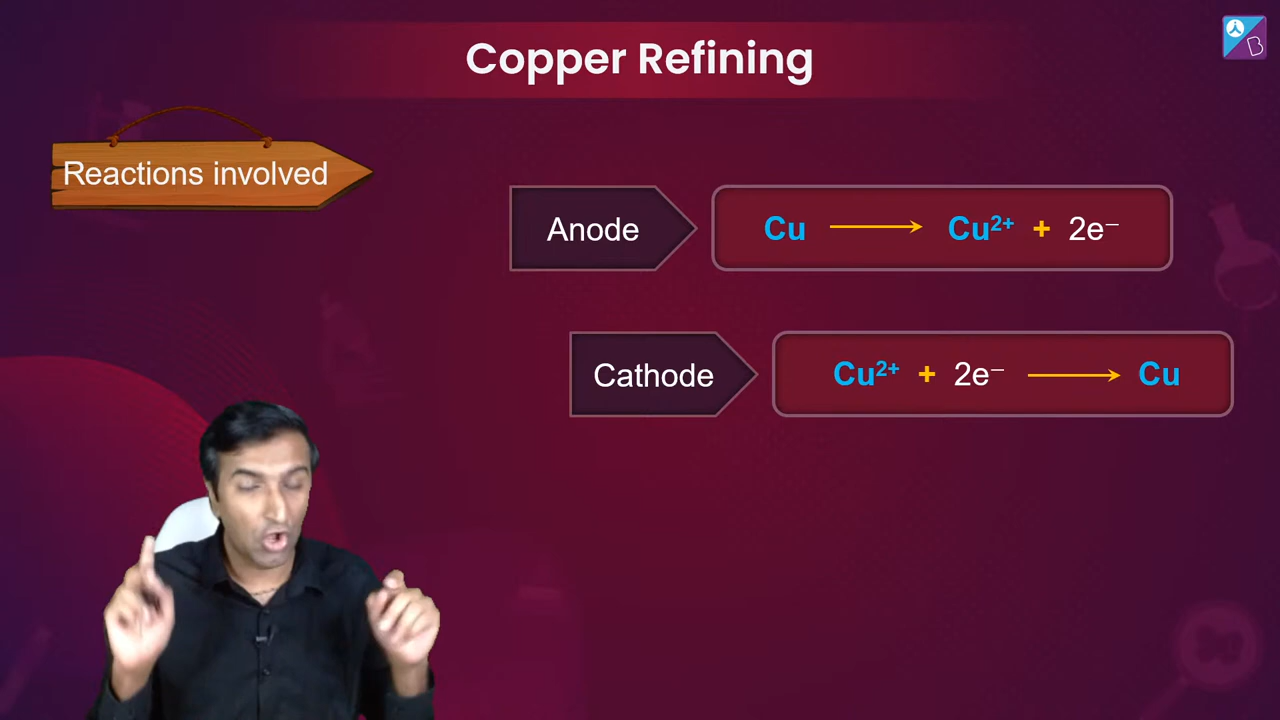 Copper Refining
Reactions involved
Anode
Cu ⟶ Cu²⁺ + 2e⁻
Cathode
Cu²⁺ + 2e⁻ ⟶ Cu
B